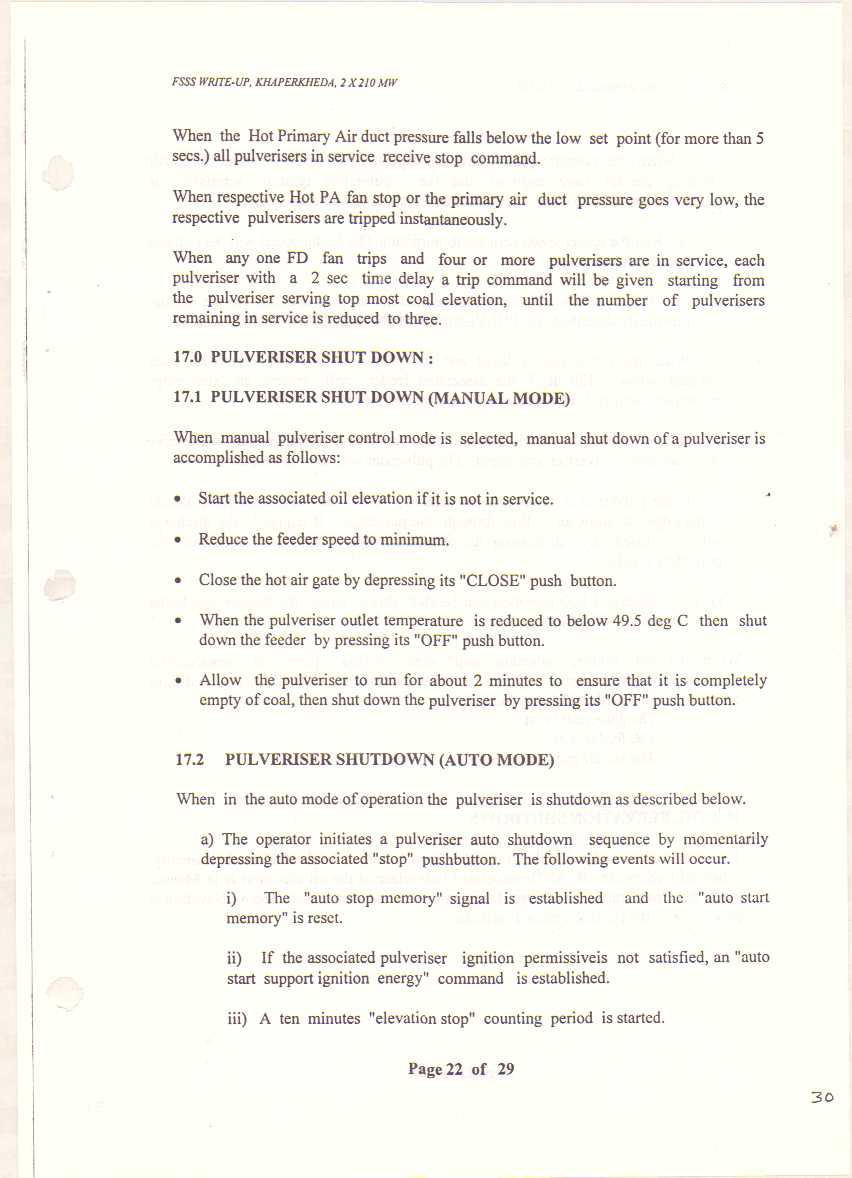 FSSS WRITE-UP, KHAPERKHEDA, 2 X 210 MW
When the Hot Primary Air duct pressure falls below the low set point (for more than 5
secs.) all pulverisers in service receive stop command.
When respective Hot PA fan stop or the primary air duct pressure goes very low, the
respective pulverisers are tripped instantaneously.
When any one FD fan trips and four or more pulverisers are in service, each
pulveriser with a 2 sec time delay a trip command will be given starting from
the pulveriser serving top most coal elevation, until the number of pulverisers
remaining in service is reduced to three.
17.0 PULVERISER SHUT DOWN :
17.1 PULVERISER SHUT DOWN (MANUAL MODE)
When manual pulveriser control mode is selected, manual shut down of a pulveriser is
accomplished as follows:
• Start the associated oil elevation if it is not in service.
• Reduce the feeder speed to minimum.
• Close the hot air gate by depressing its "CLOSE" push button.
• When the pulveriser outlet temperature is reduced to below 49.5 deg C then shut
down the feeder by pressing its "OFF" push button.
• Allow the pulveriser to run for about 2 minutes to ensure that it is completely
empty of coal, then shut down the pulveriser by pressing its "OFF" push button.
17.2 PULVERISER SHUTDOWN (AUTO MODE)
When in the auto mode of operation the pulveriser is shutdown as described below.
a) The operator initiates a pulveriser auto shutdown sequence by momentarily
depressing the associated "stop" pushbutton. The following events will occur.
i) The "auto stop memory" signal is established and the "auto start
memory" is reset.
ii) If the associated pulveriser ignition permissiveis not satisfied, an "auto
start support ignition energy" command is established.
iii) A ten minutes "elevation stop" counting period is started.
Page 22 of 29
30